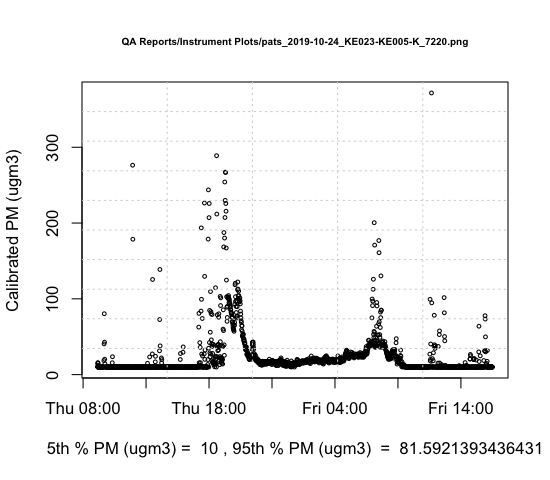 QA Reports/Instrument Plots/pats_2019-10-24_KE023-KE005-K_7220.png
Calibrated PM (ugm3)
300
200
100
0
Thu 08:00 Thu 18:00 Fri 04:00 Fri 14:00
5th % PM (ugm3) = 10 , 95th % PM (ugm3) = 81.5921393436431